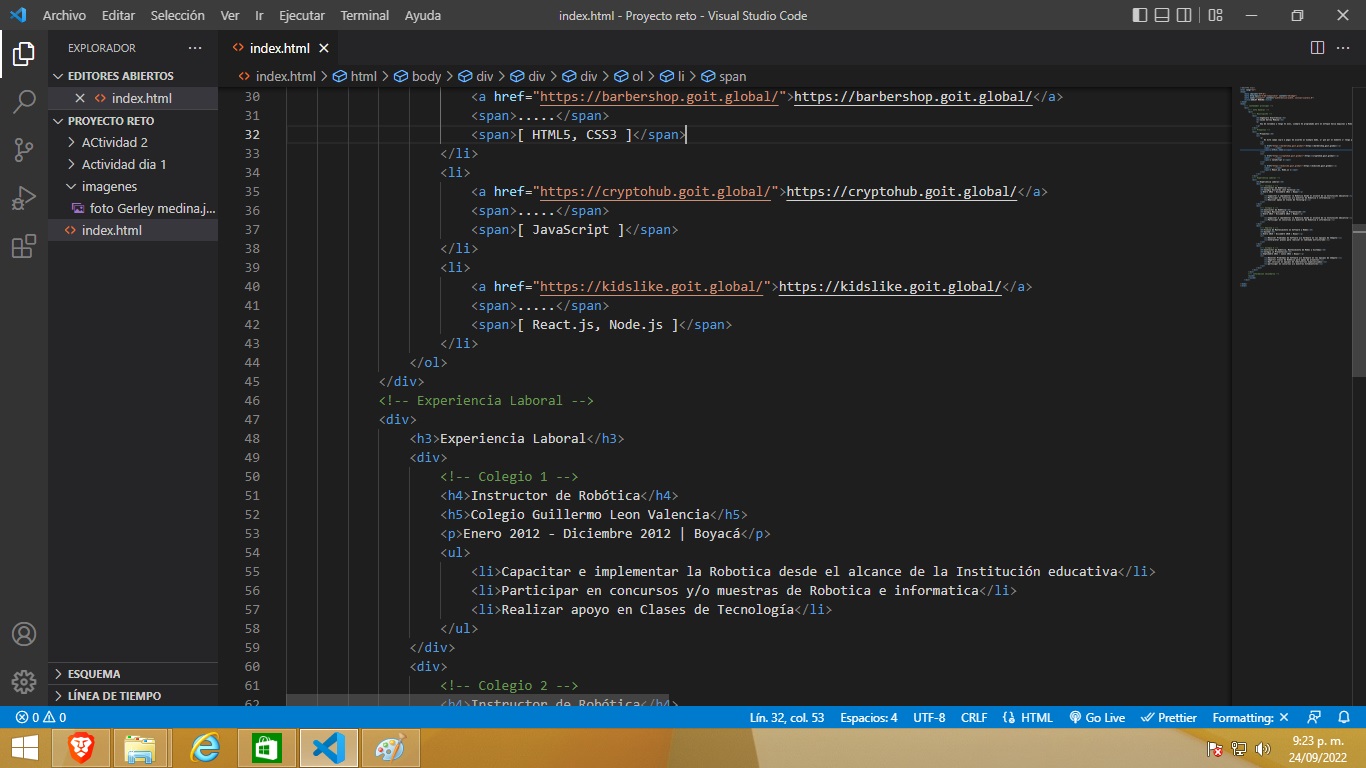 Archivo Editar Selección Ver Ir Ejecutar Terminal Ayuda index.html - Proyecto reto - Visual Studio Code
EXPLORADOR ···
EDITORES ABIERTOS
index.html
PROYECTO RETO
ACtividad 2
Actividad dia 1
imagenes
foto Gerley medina.j...
index.html
ESQUEMA
LÍNEA DE TIEMPO
index.html
index.html > html > body > div > div > div > ol > li > span
30 <a href="https://barbershop.goit.global/">https://barbershop.goit.global/</a>
31 <span>.....</span>
32 <span>[ HTML5, CSS3 ]</span>
33 </li>
34 <li>
35 <a href="https://cryptohub.goit.global/">https://cryptohub.goit.global/</a>
36 <span>.....</span>
37 <span>[ JavaScript ]</span>
38 </li>
39 <li>
40 <a href="https://kidslike.goit.global/">https://kidslike.goit.global/</a>
41 <span>.....</span>
42 <span>[ React.js, Node.js ]</span>
43 </li>
44 </ol>
45 </div>
46 <!-- Experiencia Laboral -->
47 <div>
48 <h3>Experiencia Laboral</h3>
49 <div>
50 <!-- Colegio 1 -->
51 <h4>Instructor de Robótica</h4>
52 <h5>Colegio Guillermo Leon Valencia</h5>
53 <p>Enero 2012 - Diciembre 2012 | Boyacá</p>
54 <ul>
55 <li>Capacitar e implementar la Robotica desde el alcance de la Institución educativa</li>
56 <li>Participar en concursos y/o muestras de Robotica e informatica</li>
57 <li>Realizar apoyo en Clases de Tecnología</li>
58 </ul>
59 </div>
60 <div>
61 <!-- Colegio 2 -->
62 <h4>Instructor de Robótica</h4>
0 0 Lín. 32, col. 53 Espacios: 4 UTF-8 CRLF HTML Go Live Prettier Formatting: ×
9:23 p. m.
24/09/2022